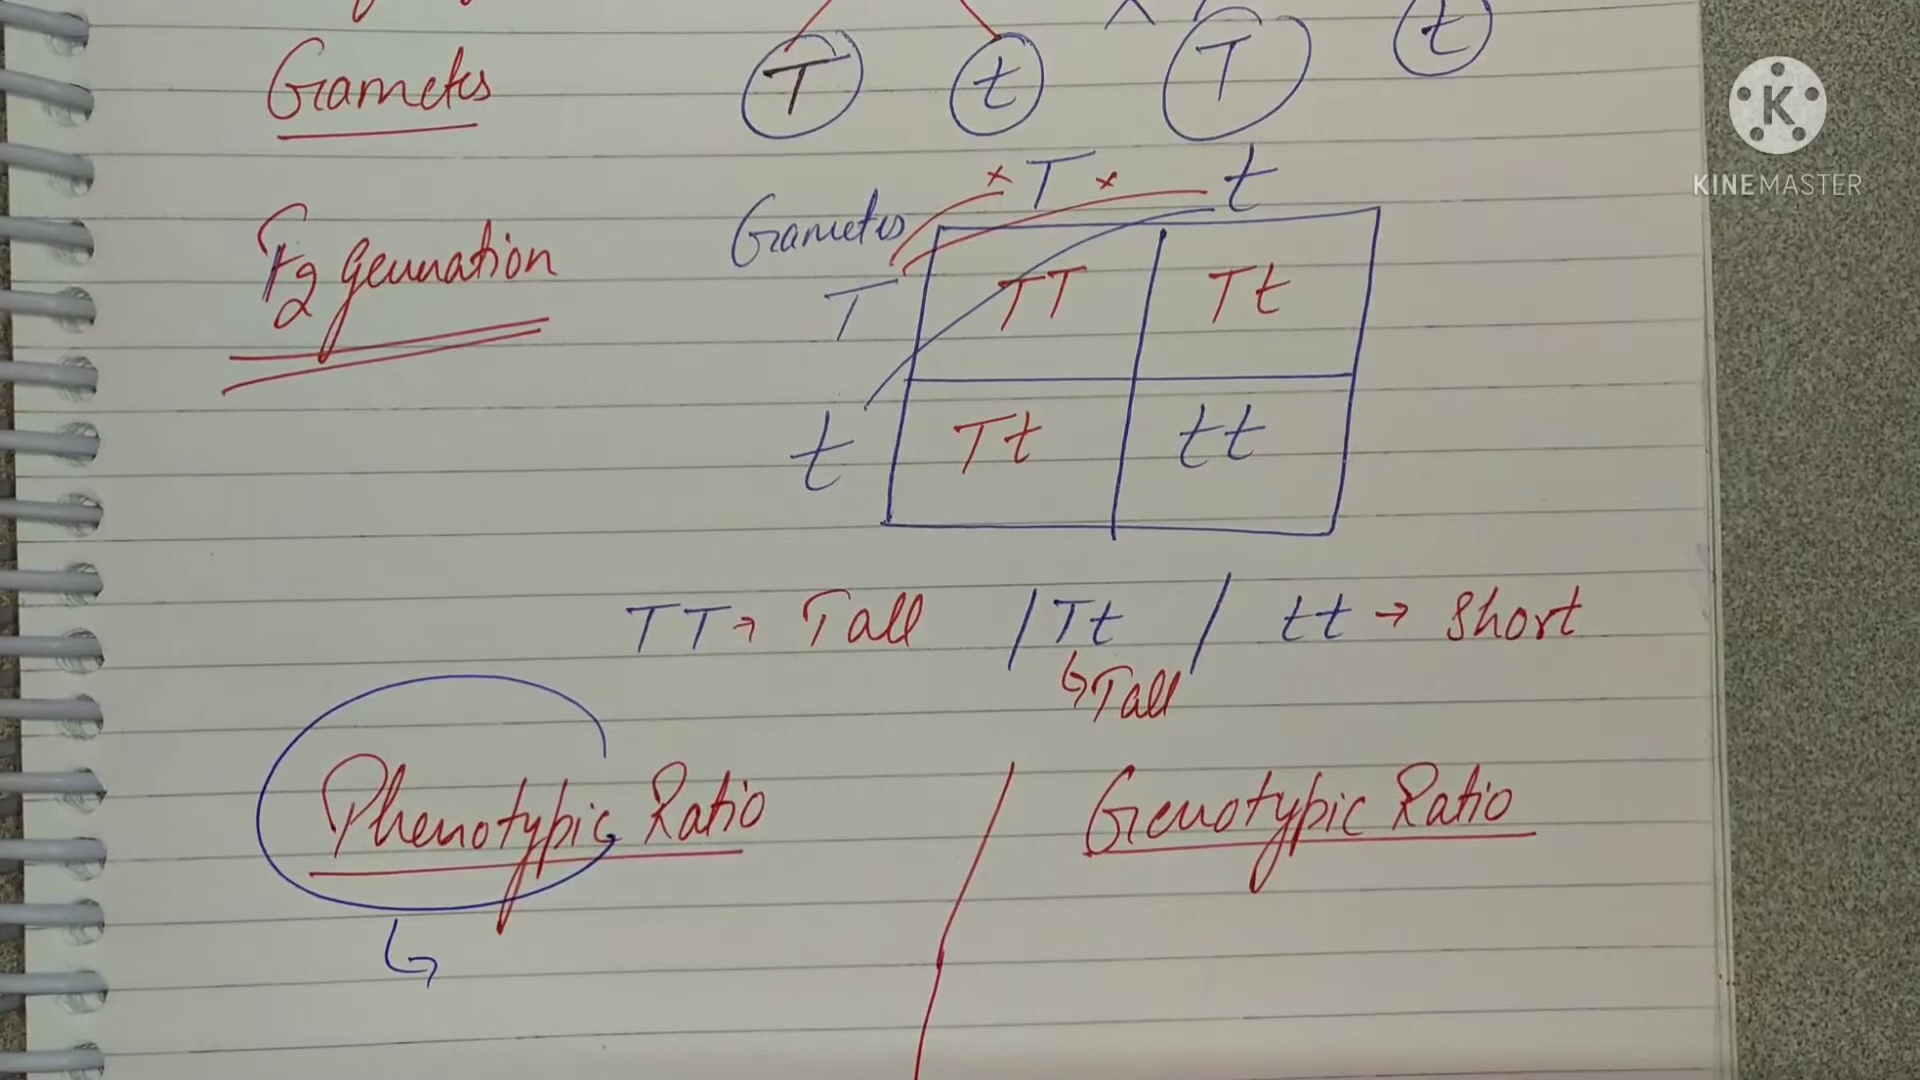 Gametes T t T t
T t
Gametes
F2 generation
T TT Tt
t Tt tt
TT → Tall / Tt / tt → Short
↳ Tall
Phenotypic Ratio Genotypic Ratio
K
KINEMASTER